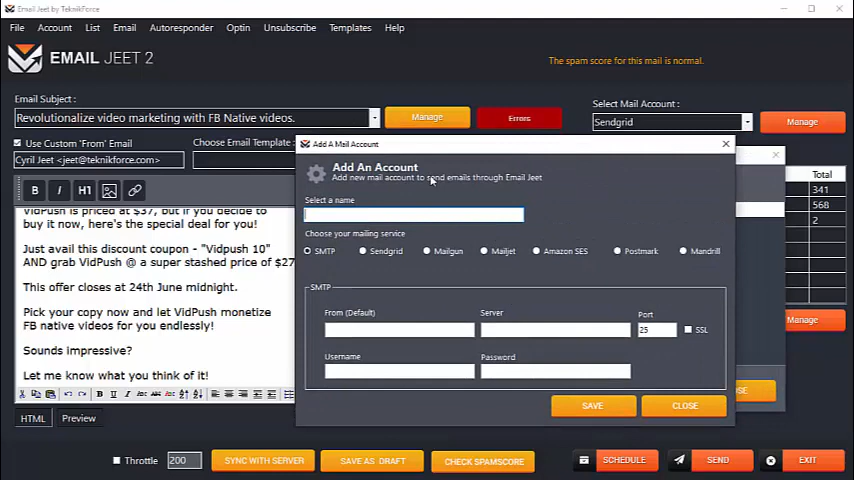 Email Jeet by TeknikForce
File Account List Email Autoresponder Optin Unsubscribe Templates Help
EMAIL JEET 2
The spam score for this mail is normal.
Email Subject :
Revolutionalize video marketing with FB Native videos.
Manage
Errors
Select Mail Account :
Sendgrid
Manage
Use Custom "From" Email
Choose Email Template :
Cyril Jeet <jeet@teknikforce.com>
B I H1
VidPush is priced at $37, but if you decide to
buy it now, here's the special deal for you!
Just avail this discount coupon - "Vidpush 10"
AND grab VidPush @ a super stashed price of $27
This offer closes at 24th June midnight.
Pick your copy now and let VidPush monetize
FB native videos for you endlessly!
Sounds impressive?
Let me know what you think of it!
HTML Preview
Add A Mail Account
Add An Account
Add new mail account to send emails through Email Jeet
Select a name
Choose your mailing service
SMTP Sendgrid Mailgun Mailjet Amazon SES Postmark Mandrill
SMTP
From (Default) Server Port
25 SSL
Username Password
SAVE CLOSE
Total
341
568
2
Manage
OSE
Throttle 200 SYNC WITH SERVER SAVE AS DRAFT CHECK SPAMSCORE SCHEDULE SEND EXIT